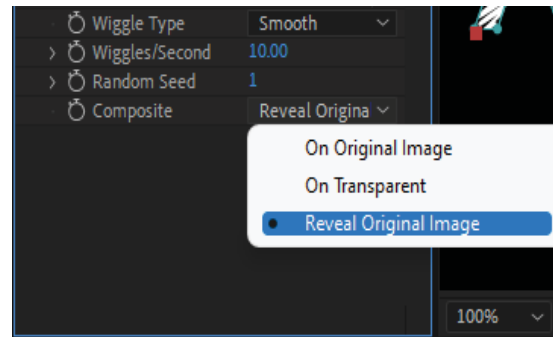 Wiggle Type Smooth
Wiggles/Second 10.00
Random Seed 1
Composite Reveal Origina
On Original Image
On Transparent
Reveal Original Image
100%